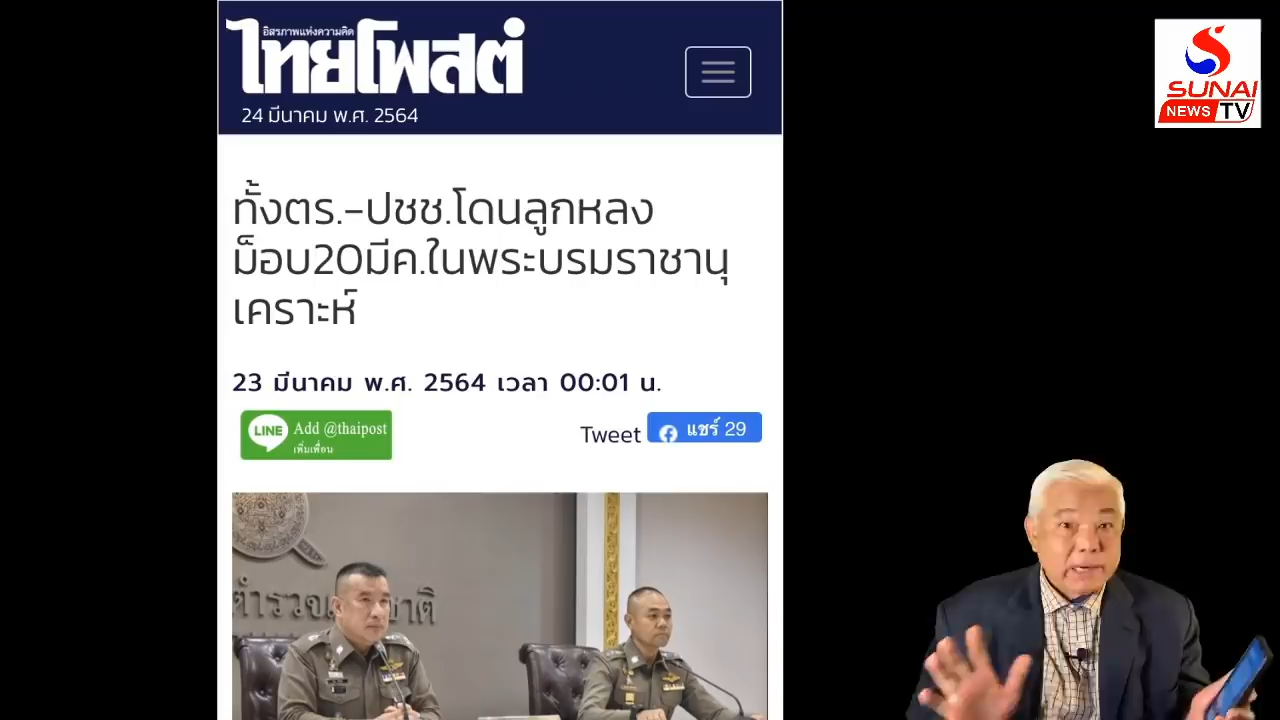 อิสรภาพแห่งความคิด
ไทยโพสต์
24 มีนาคม พ.ศ. 2564
ทั้งตร.–ปชช.โดนลูกหลง
ม็อบ20มีค.ในพระบรมราชานุ
เคราะห์
23 มีนาคม พ.ศ. 2564 เวลา 00:01 น.
LINE
Add @thaipost
เพิ่มเพื่อน
Tweet
แชร์ 29
SUNAI
NEWS TV